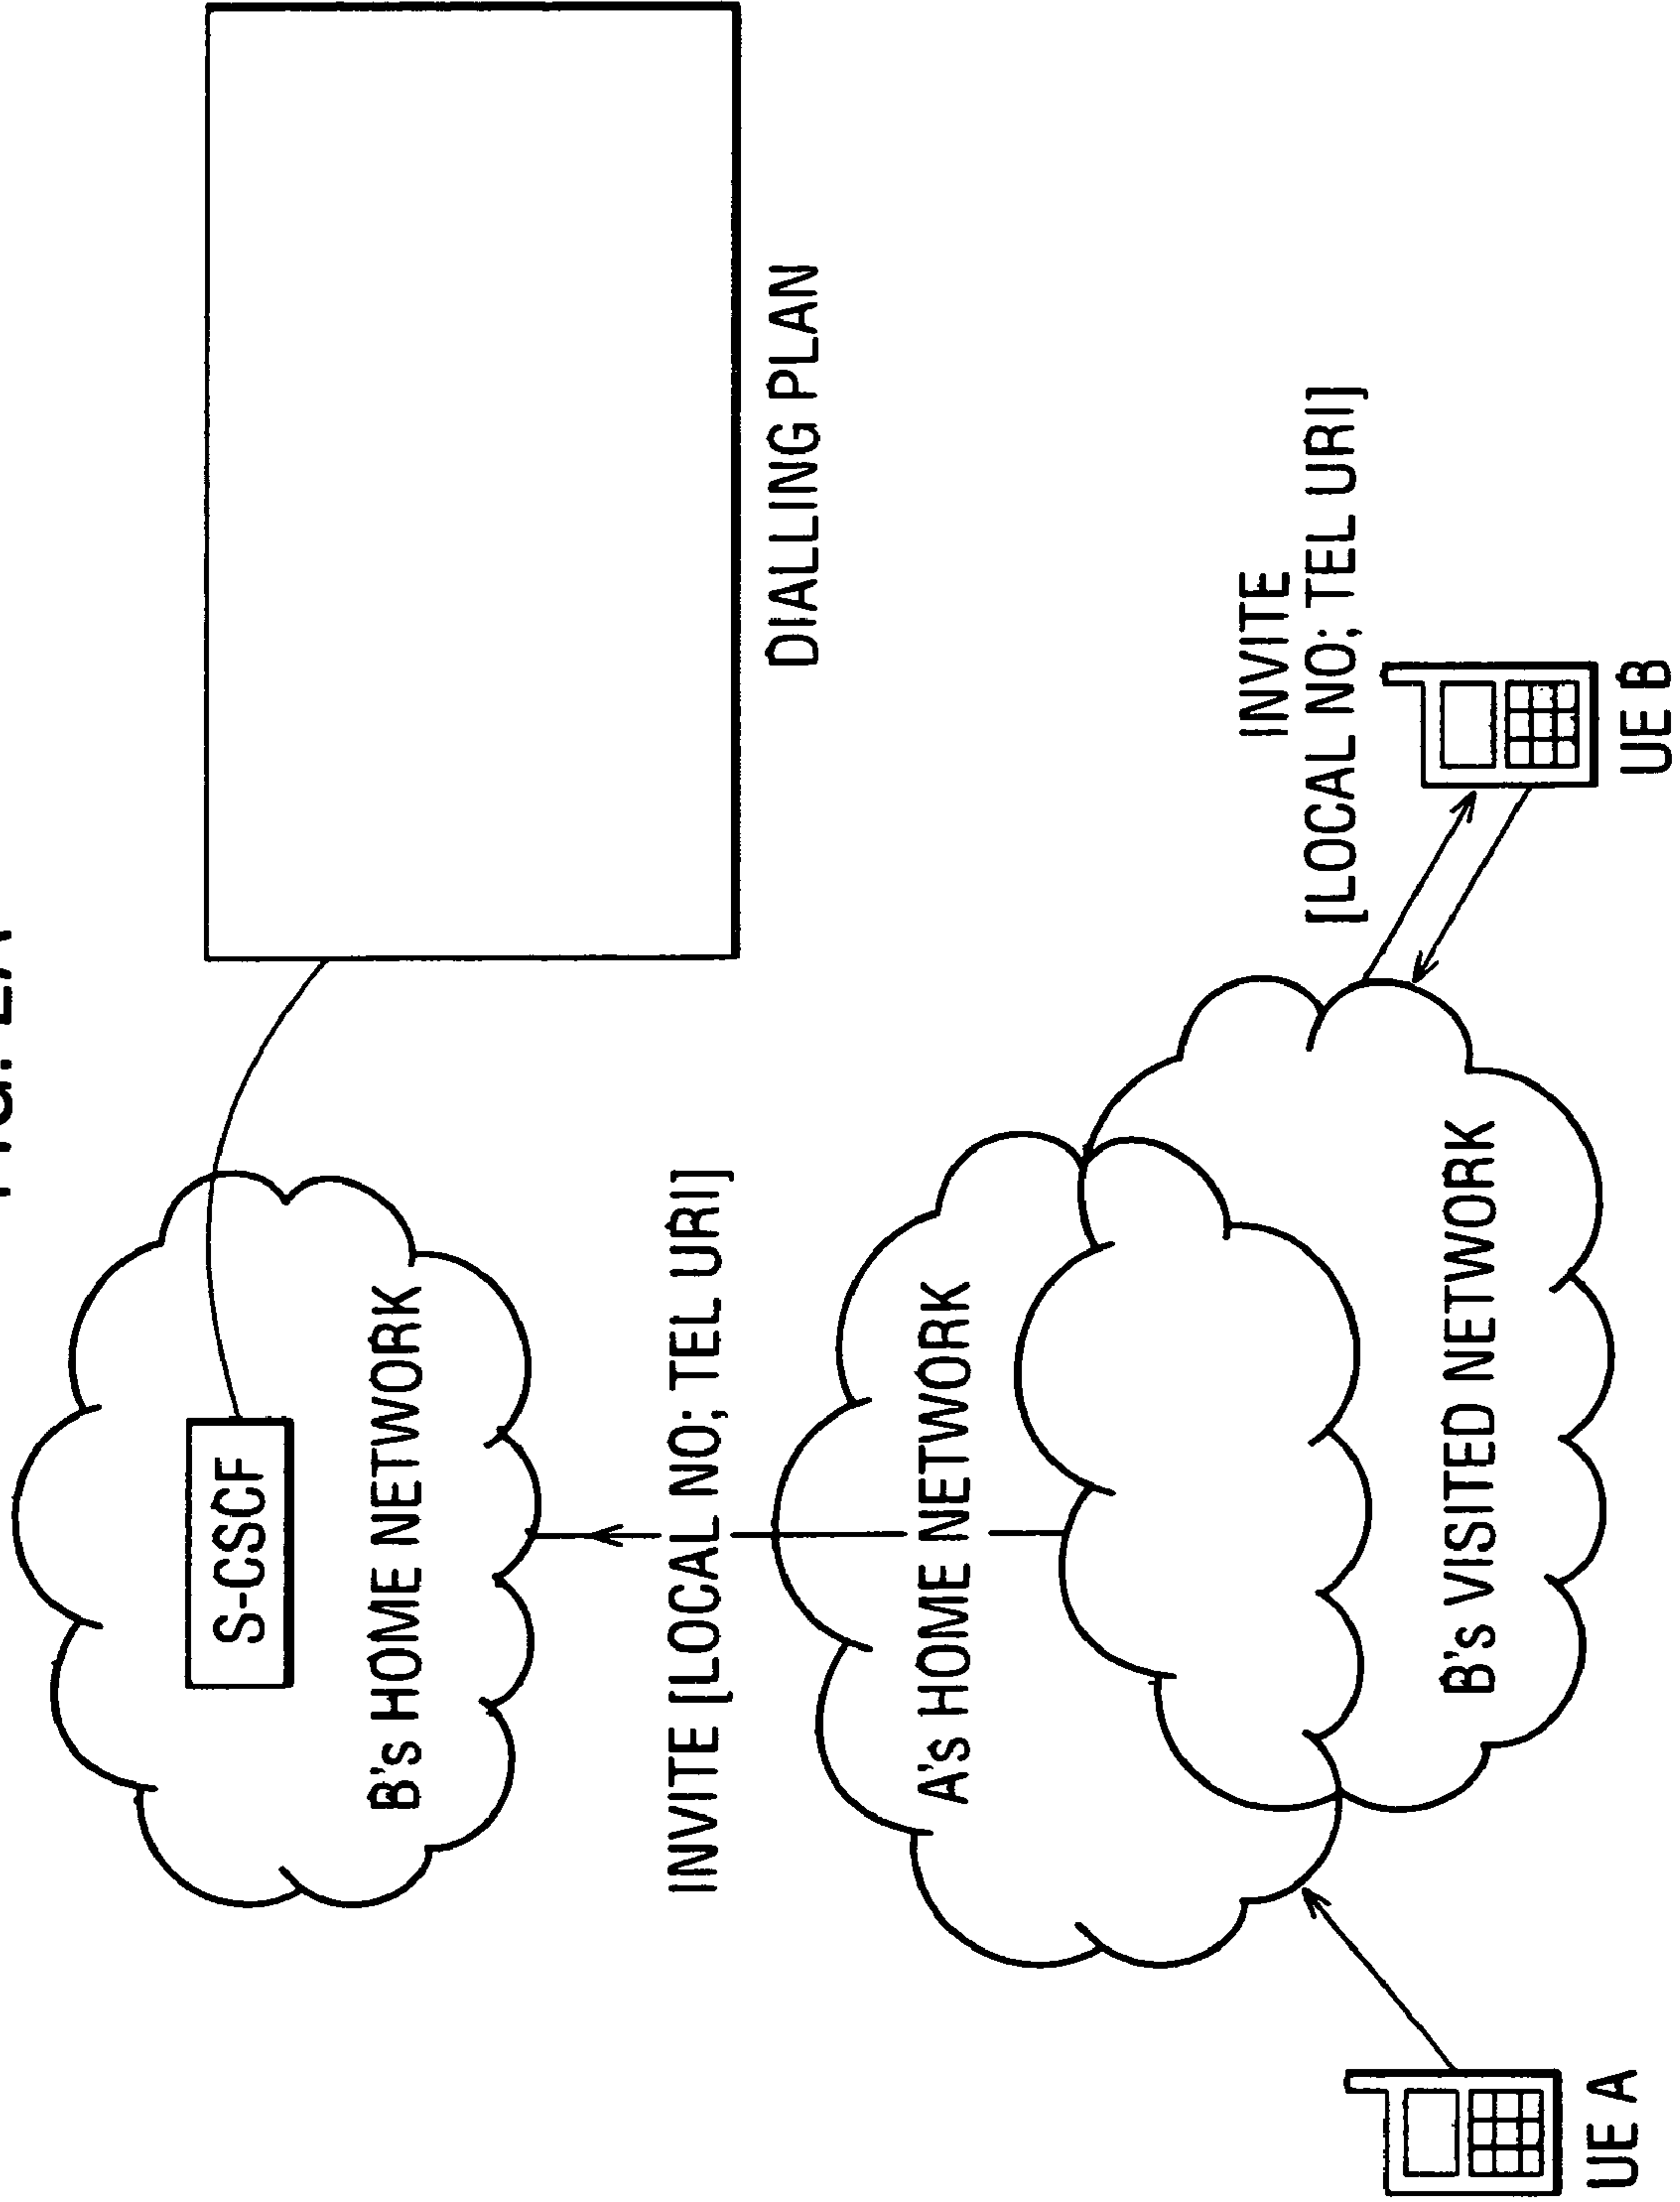 S-CSCF
B's HOME NETWORK
INVITE [LOCAL NO; TEL URI]
DIALLING PLAN
A's HOME NETWORK
INVITE
[LOCAL NO; TEL URI]
B's VISITED NETWORK
UE A
UE B